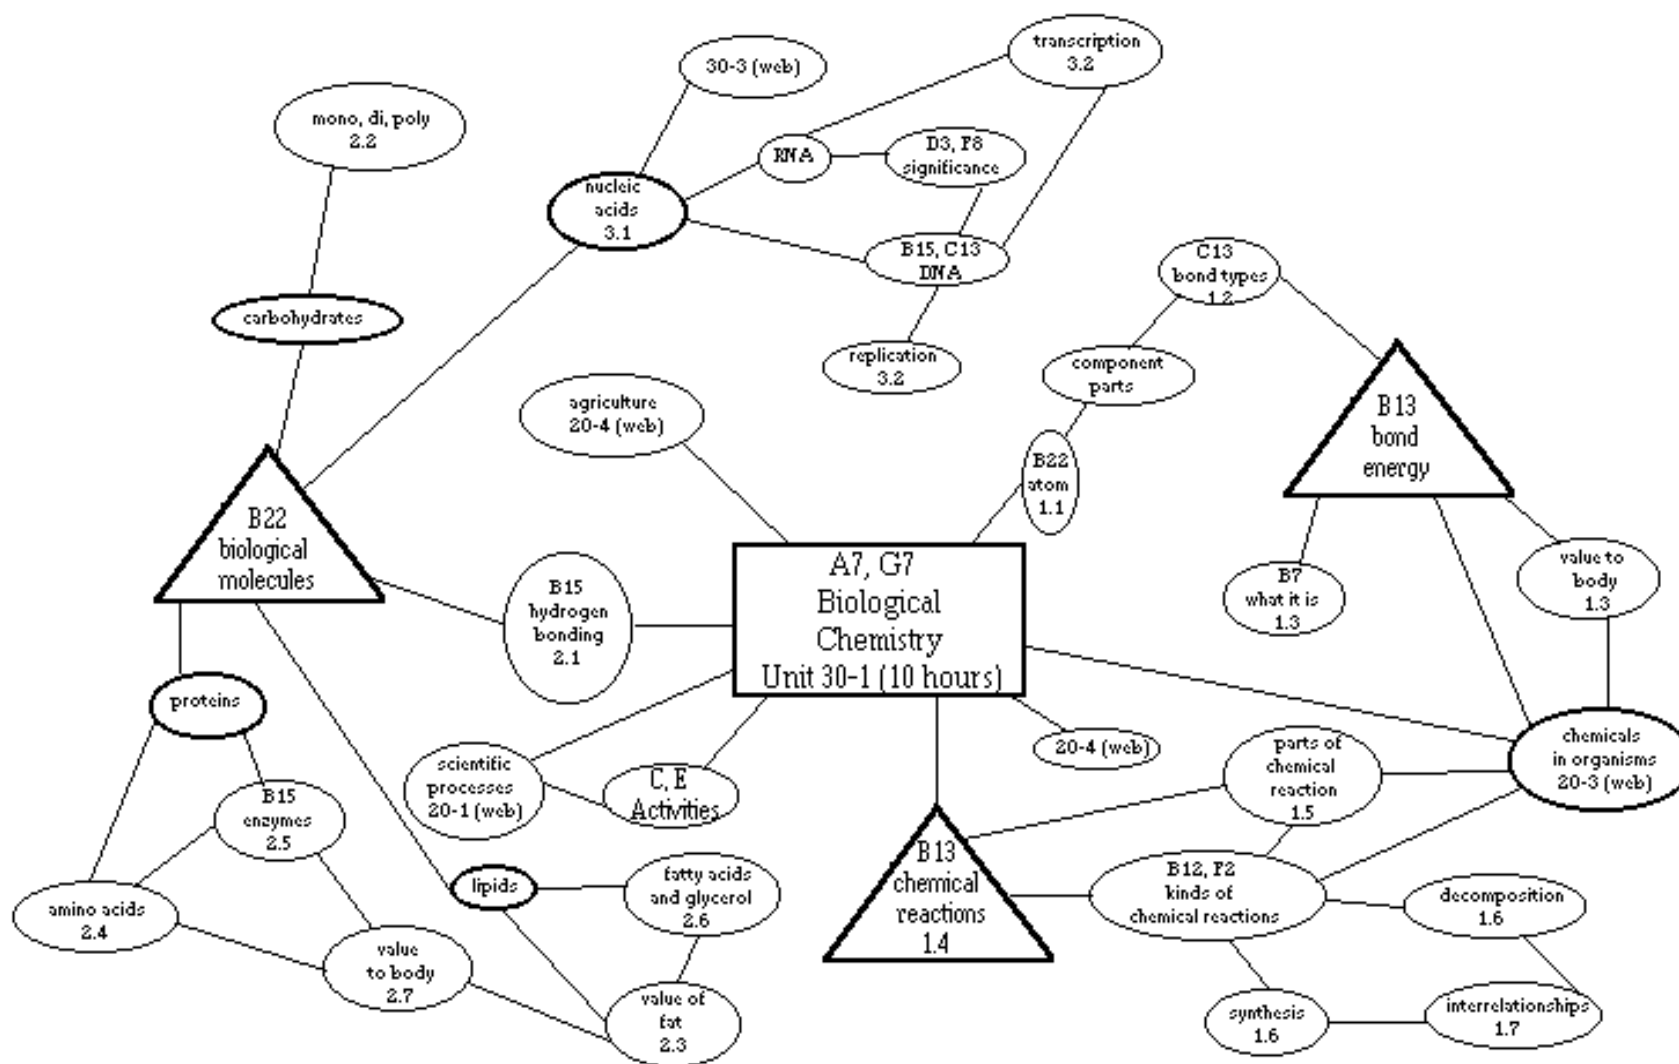 transcription
3.2
30-3 (web)
mono, di, poly
2.2
RNA
D3, F8
significance
nucleic
acids
3.1
B15, C13
DNA
C13
bond types
1.2
carbohydrates
replication
3.2
component
parts
agriculture
20-4 (web)
B13
bond
energy
B22
atom
1.1
B22
biological
molecules
B15
hydrogen
bonding
2.1
A7, G7
Biological
Chemistry
Unit 30-1 (10 hours)
B7
what it is
1.3
value to
body
1.3
proteins
scientific
processes
20-1 (web)
C, E
Activities
20-4 (web)
parts of
chemical
reaction
1.5
chemicals
in organisms
20-3 (web)
B15
enzymes
2.5
lipids
fatty acids
and glycerol
2.6
B13
chemical
reactions
1.4
B12, F2
kinds of
chemical reactions
decomposition
1.6
amino acids
2.4
value
to body
2.7
value of
fat
2.3
synthesis
1.6
interrelationships
1.7